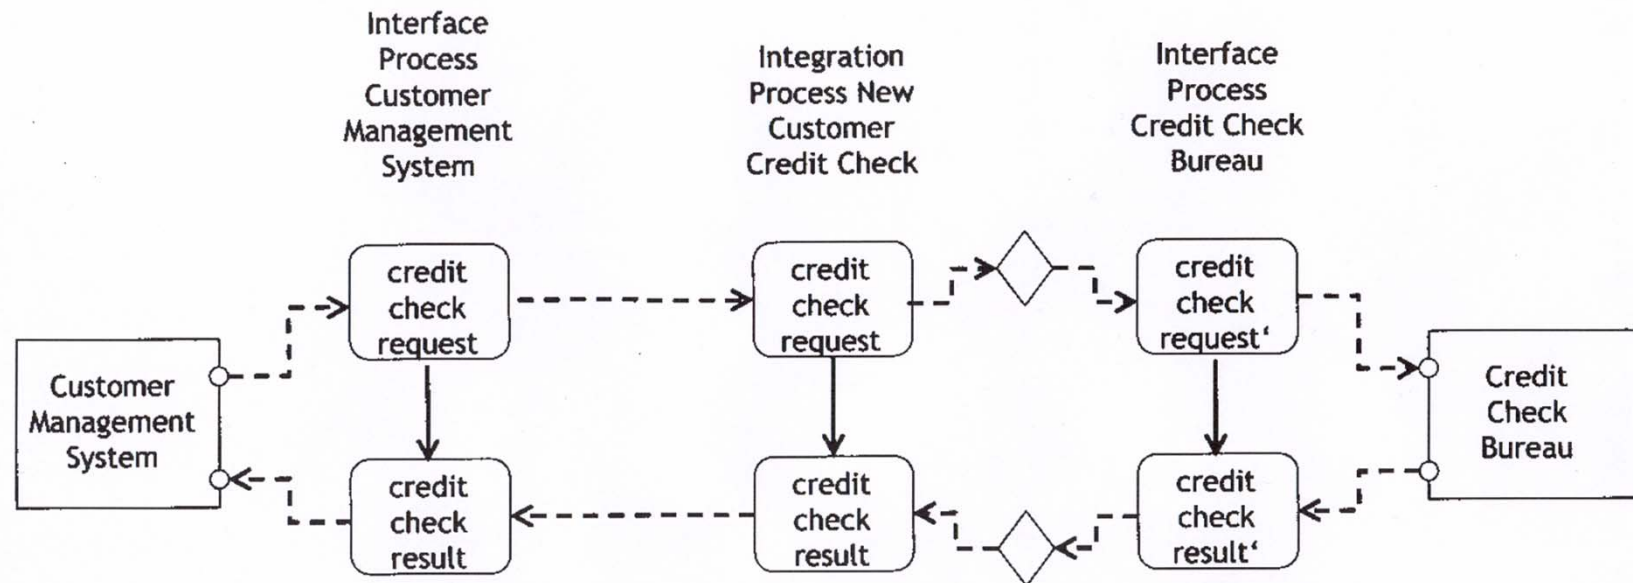 Interface
Process
Customer
Management
System
Integration
Process New
Customer
Credit Check
Interface
Process
Credit Check
Bureau
credit
check
request
credit
check
request
credit
check
request‘
Customer
Management
System
Credit
Check
Bureau
credit
check
result
credit
check
result
credit
check
result‘